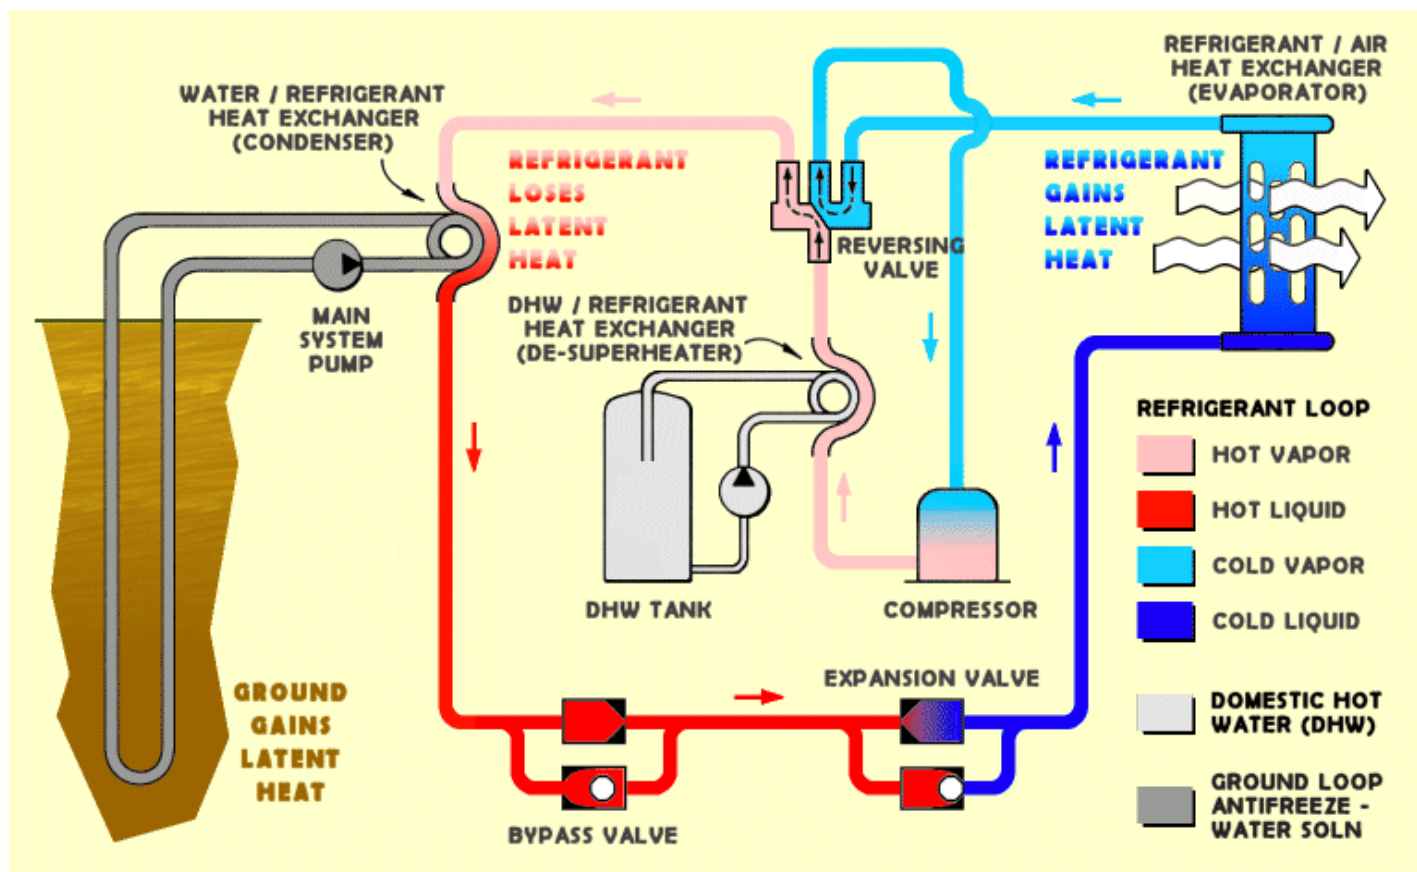 WATER / REFRIGERANT
HEAT EXCHANGER
(CONDENSER)
REFRIGERANT / AIR
HEAT EXCHANGER
(EVAPORATOR)
REFRIGERANT
LOSES
LATENT
HEAT
REFRIGERANT
GAINS
LATENT
HEAT
REVERSING
VALVE
MAIN
SYSTEM
PUMP
DHW / REFRIGERANT
HEAT EXCHANGER
(DE-SUPERHEATER)
DHW TANK
COMPRESSOR
GROUND
GAINS
LATENT
HEAT
EXPANSION VALVE
BYPASS VALVE
REFRIGERANT LOOP
HOT VAPOR
HOT LIQUID
COLD VAPOR
COLD LIQUID
DOMESTIC HOT
WATER (DHW)
GROUND LOOP
ANTIFREEZE -
WATER SOLN